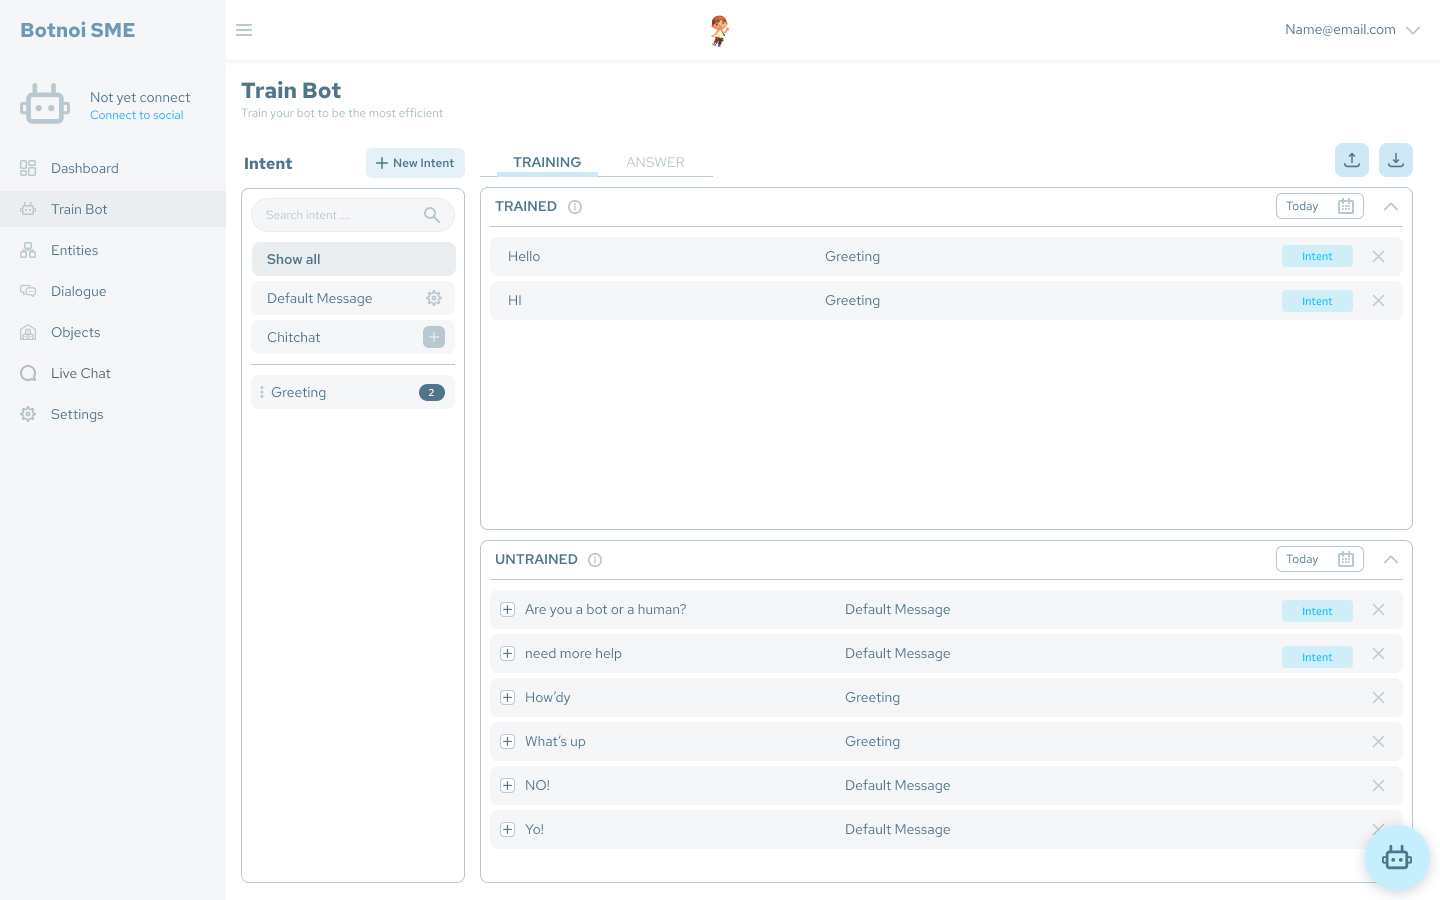 Botnoi SME
Name@email.com
Not yet connect
Connect to social
Dashboard
Train Bot
Entities
Dialogue
Objects
Live Chat
Settings
Train Bot
Train your bot to be the most efficient
Intent
New Intent
Search intent ...
Show all
Default Message
Chitchat
Greeting 2
TRAINING ANSWER
TRAINED Today
Hello Greeting Intent
HI Greeting Intent
UNTRAINED Today
Are you a bot or a human? Default Message Intent
need more help Default Message Intent
How’dy Greeting
What’s up Greeting
NO! Default Message
Yo! Default Message